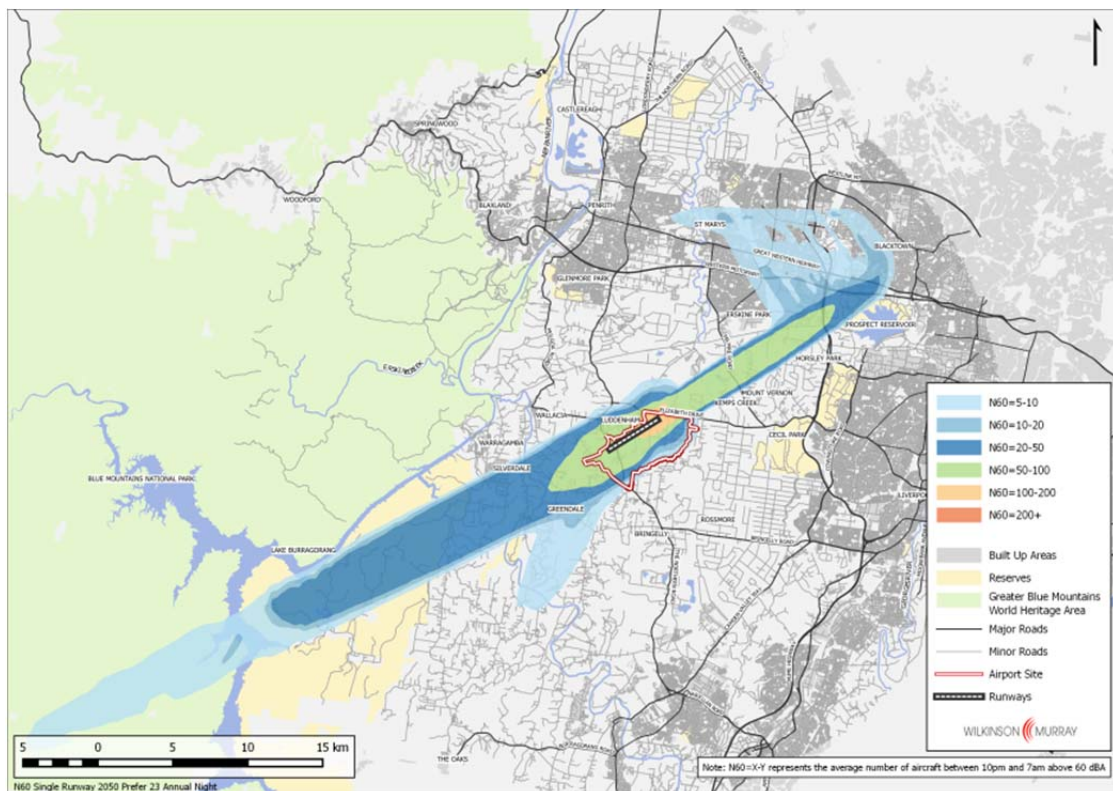 CASTLEREAGH
SPRINGWOOD
WOODFORD
BLAXLAND
PENRITH
ST MARYS
BLACKTOWN
GREAT WESTERN HIGHWAY
GLENMORE PARK
ERSKINE PARK
PROSPECT RESERVOIR
HORSLEY PARK
MOUNT VERNON
KEMPS CREEK
WALLACIA
LUDDENHAM
WARRAGAMBA
CECIL PARK
SILVERDALE
BLUE MOUNTAINS NATIONAL PARK
GREENDALE
ROSSMORE
LIVERPOOL
BRINGELLY
BRINGELLY ROAD
LAKE BURRAGORANG
THE OAKS
N60=5-10
N60=10-20
N60=20-50
N60=50-100
N60=100-200
N60=200+
Built Up Areas
Reserves
Greater Blue Mountains
World Heritage Area
Major Roads
Minor Roads
Airport Site
Runways
WILKINSON MURRAY
5 0 5 10 15 km
Note: N60=X-Y represents the average number of aircraft between 10pm and 7am above 60 dBA
N60 Single Runway 2050 Prefer 23 Annual Night